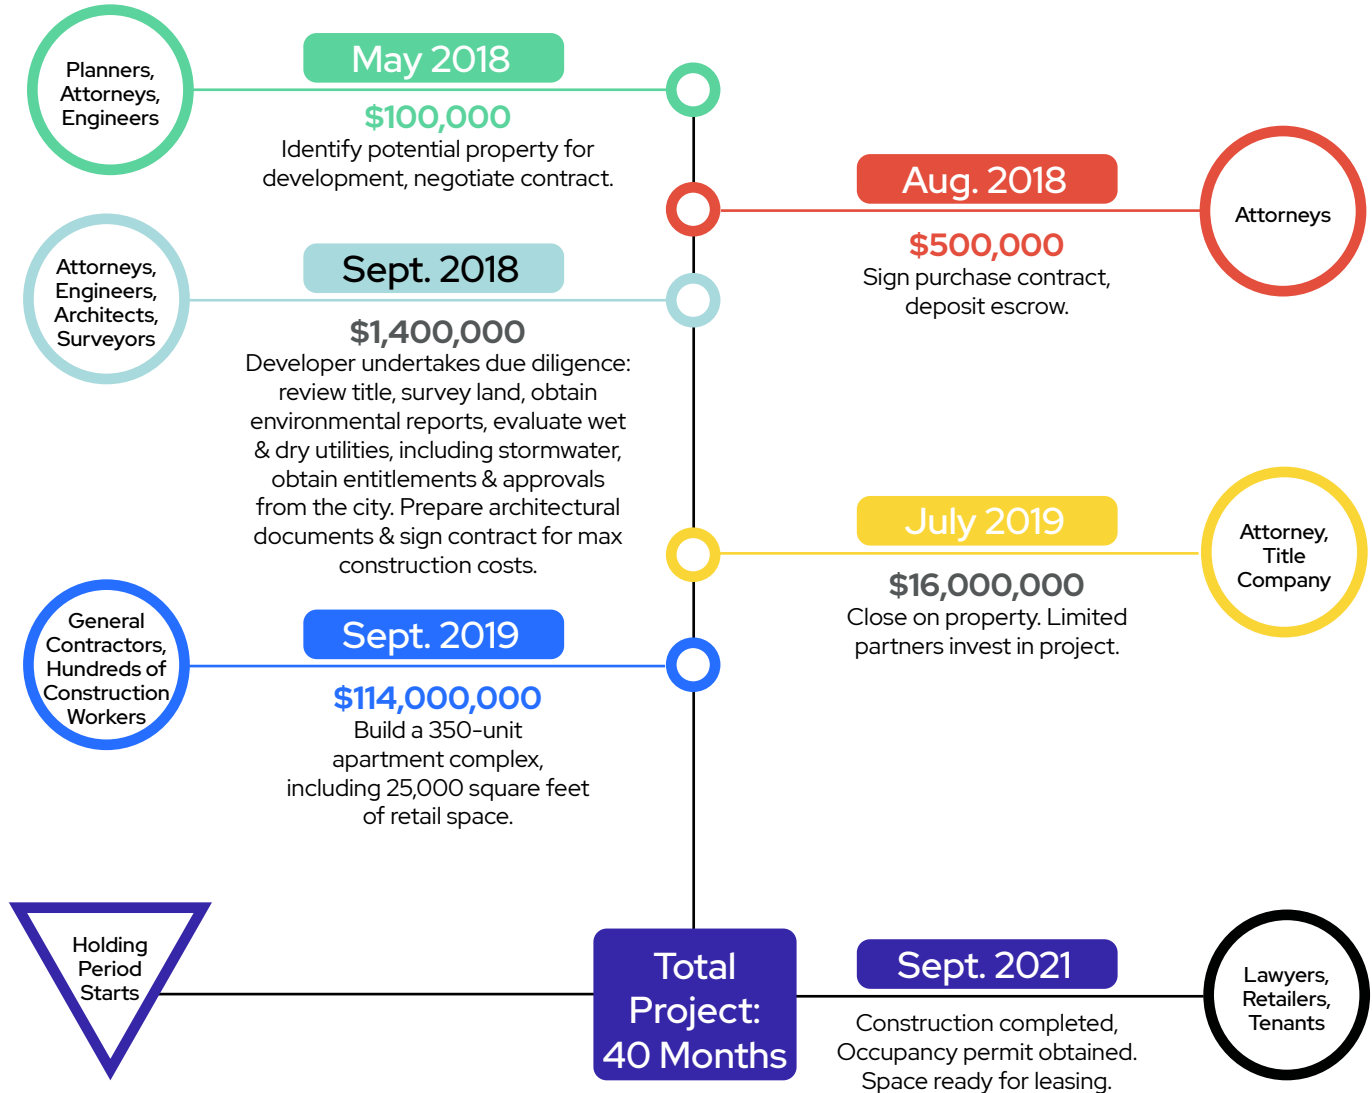 Planners,
Attorneys,
Engineers
May 2018
$100,000
Identify potential property for
development, negotiate contract.
Aug. 2018
$500,000
Sign purchase contract,
deposit escrow.
Attorneys
Attorneys,
Engineers,
Architects,
Surveyors
Sept. 2018
$1,400,000
Developer undertakes due diligence:
review title, survey land, obtain
environmental reports, evaluate wet
& dry utilities, including stormwater,
obtain entitlements & approvals
from the city. Prepare architectural
documents & sign contract for max
construction costs.
July 2019
$16,000,000
Close on property. Limited
partners invest in project.
Attorney,
Title
Company
General
Contractors,
Hundreds of
Construction
Workers
Sept. 2019
$114,000,000
Build a 350-unit
apartment complex,
including 25,000 square feet
of retail space.
Holding
Period
Starts
Total
Project:
40 Months
Sept. 2021
Construction completed,
Occupancy permit obtained.
Space ready for leasing.
Lawyers,
Retailers,
Tenants